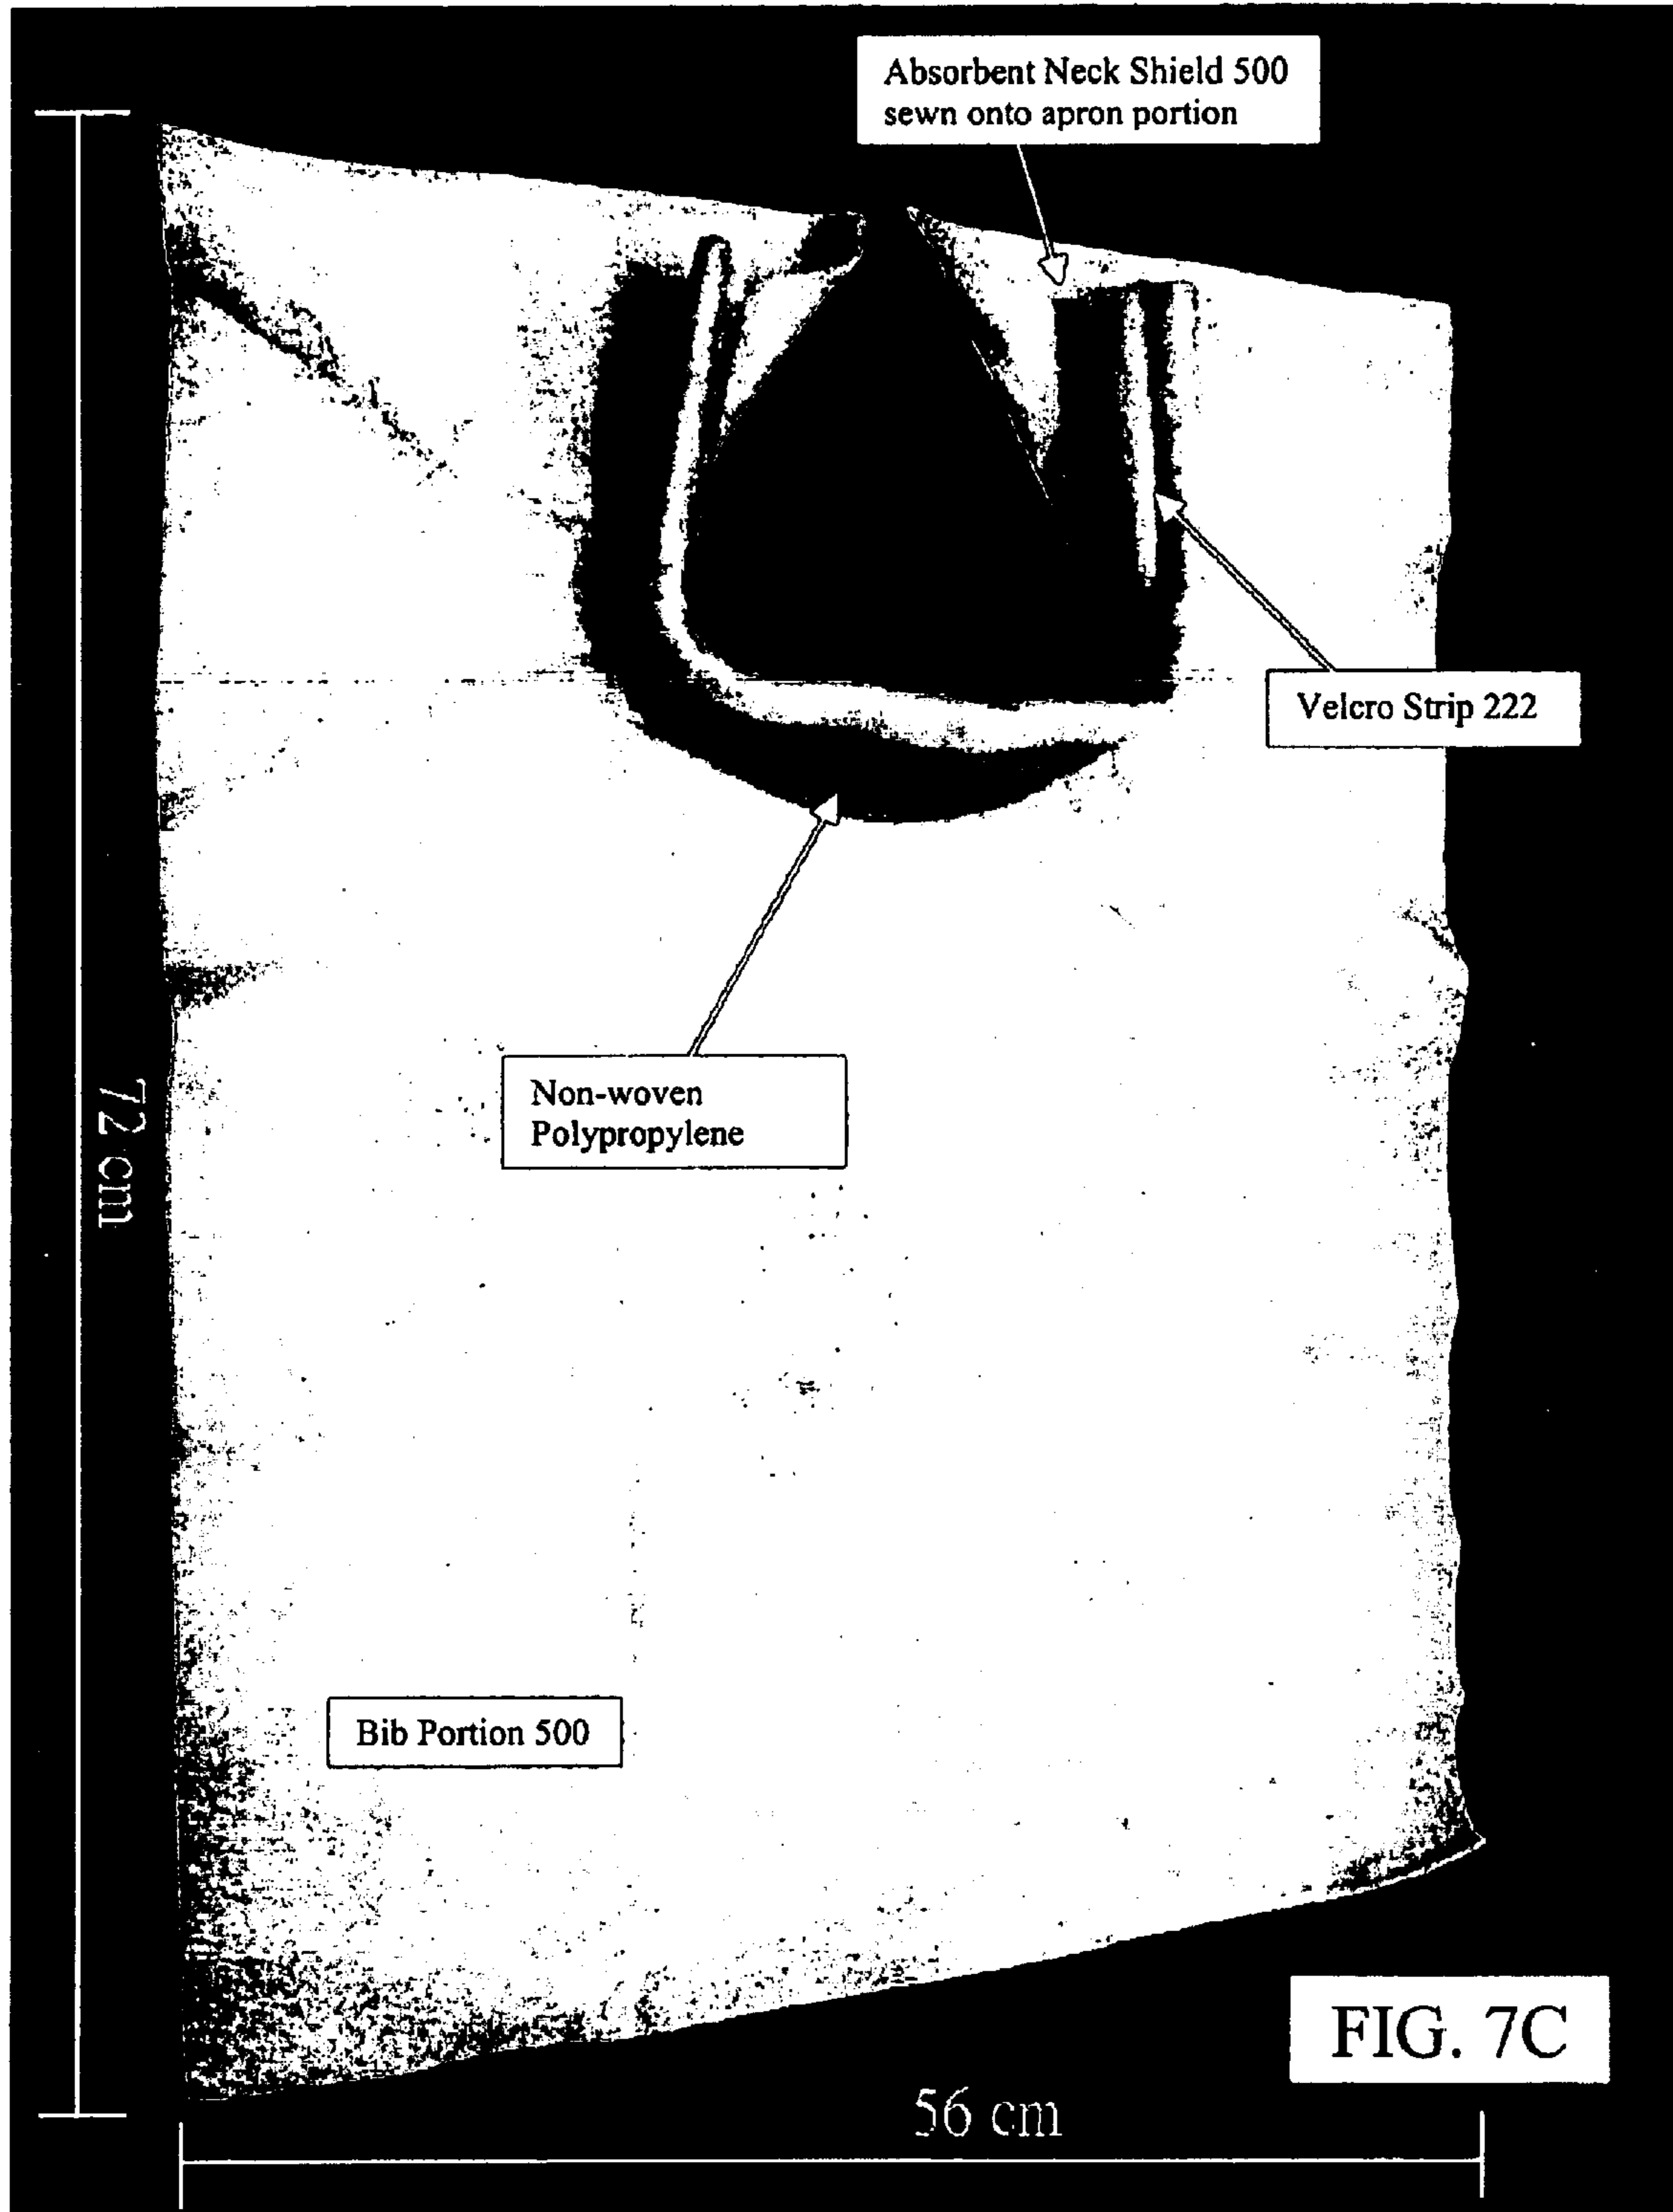 Absorbent Neck Shield 500
sewn onto apron portion
Velcro Strip 222
Non-woven
Polypropylene
72 cm
Bib Portion 500
FIG. 7C
56 cm